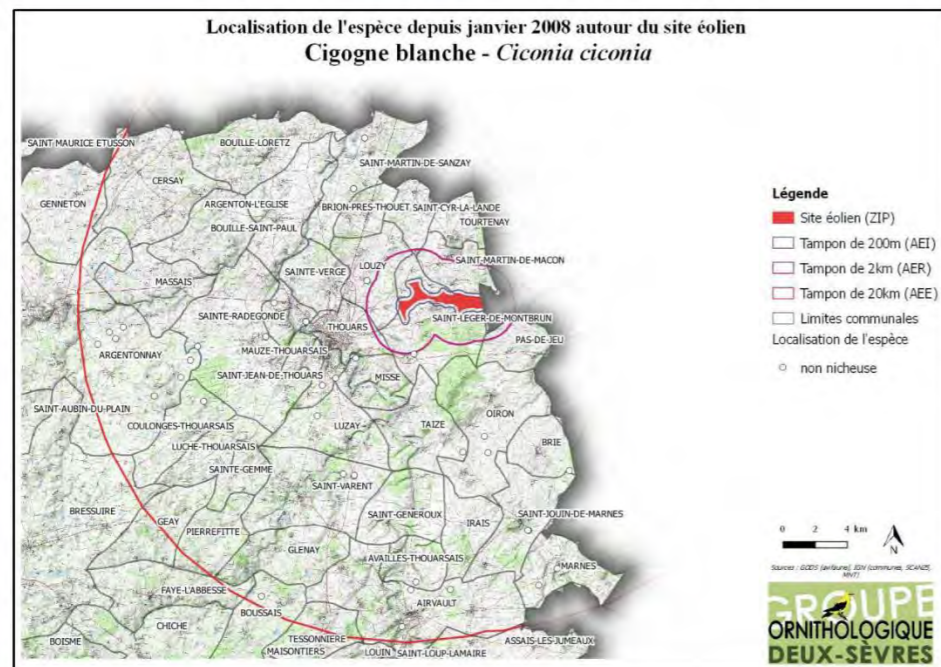 Localisation de l'espèce depuis janvier 2008 autour du site éolien
Cigogne blanche - Ciconia ciconia
SAINT MAURICE ETUSSON
BOUILLE-LORETZ
SAINT-MARTIN-DE-SANZAY
CERSAY
GENNETON
ARGENTON-L'EGLISE
BRION-PRES-THOUET
SAINT-CYR-LA-LANDE
TOURTENAY
BOUILLE-SAINT-PAUL
SAINT-MARTIN-DE-MACON
LOUZY
SAINTE-VERGE
MASSAIS
SAINTE-RADEGONDE
SAINT-LEGER-DE-MONTBRUN
THOUARS
MAUZE-THOUARSAIS
PAS-DE-JEU
ARGENTONNAY
SAINT-JEAN-DE-THOUARS
MISSE
SAINT-AUBIN-DU-PLAIN
OIRON
COULONGES-THOUARSAIS
LUZAY
TAIZE
LUCHE-THOUARSAIS
BRIE
SAINTE-GEMME
SAINT-VARENT
BRESSUIRE
SAINT-GENEROUX
IRAIS
SAINT-JOUIN-DE-MARNES
GEAY
PIERREFITTE
GLENAY
AVAILLES-THOUARSAIS
MARNES
FAYE-L'ABBESSE
AIRVAULT
BOUSSAIS
CHICHE
TESSONNIERE
ASSAIS-LES-JUMEAUX
BOISME
MAISONTIERS
LOUIN
SAINT-LOUP-LAMAIRE
Légende
Site éolien (ZIP)
Tampon de 200m (AEI)
Tampon de 2km (AER)
Tampon de 20km (AEE)
Limites communales
Localisation de l'espèce
non nicheuse
0 2 4 km
N
Sources : GODS (avifaune), IGN (communes, SCAN25, MNT)
GROUPE
ORNITHOLOGIQUE
DEUX-SÈVRES